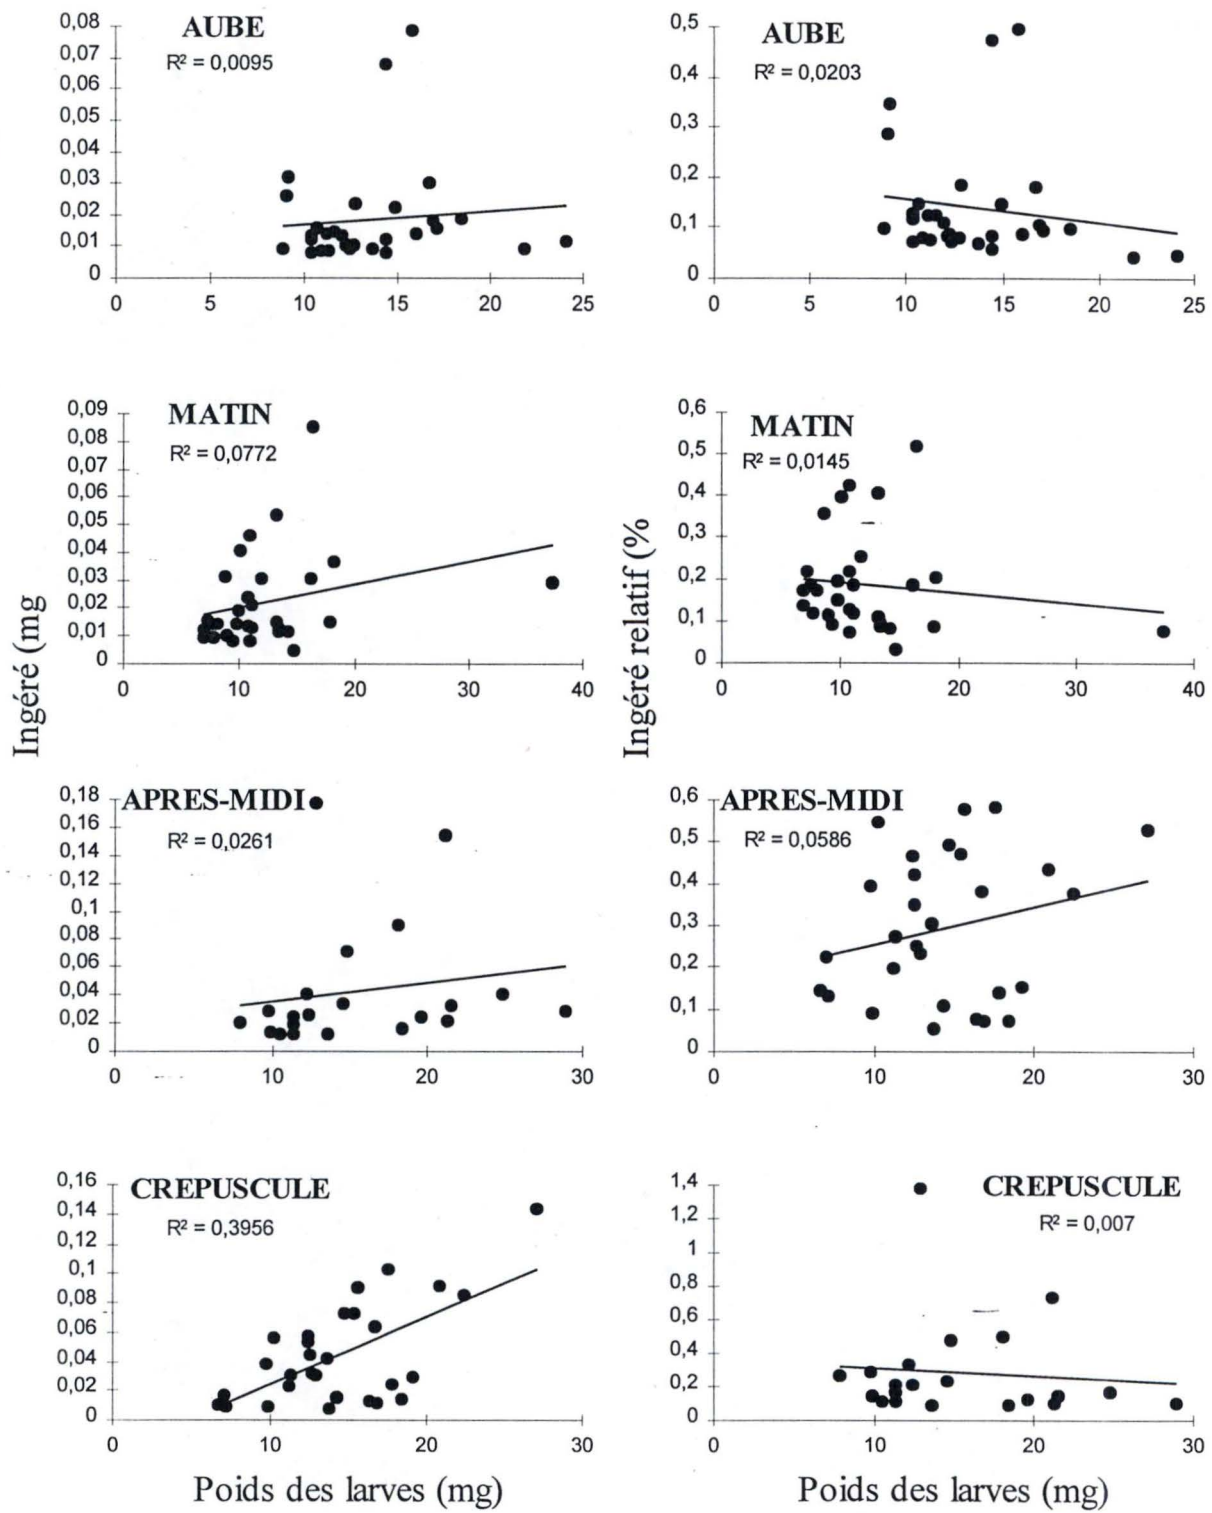 AUBE
R² = 0,0095
0,08
0,07
0,06
0,05
0,04
0,03
0,02
0,01
0
0 5 10 15 20 25
AUBE
R² = 0,0203
0,5
0,4
0,3
0,2
0,1
0
0 5 10 15 20 25
MATIN
R² = 0,0772
0,09
0,08
0,07
0,06
0,05
0,04
0,03
0,02
0,01
0
0 10 20 30 40
MATIN
R² = 0,0145
0,6
0,5
0,4
0,3
0,2
0,1
0
0 10 20 30 40
Ingéré (mg
Ingéré relatif (%
APRES-MIDI
R² = 0,0261
0,18
0,16
0,14
0,12
0,1
0,08
0,06
0,04
0,02
0
0 10 20 30
APRES-MIDI
R² = 0,0586
0,6
0,5
0,4
0,3
0,2
0,1
0
0 10 20 30
CREPUSCULE
R² = 0,3956
0,16
0,14
0,12
0,1
0,08
0,06
0,04
0,02
0
0 10 20 30
Poids des larves (mg)
CREPUSCULE
R² = 0,007
1,4
1,2
1
0,8
0,6
0,4
0,2
0
0 10 20 30
Poids des larves (mg)